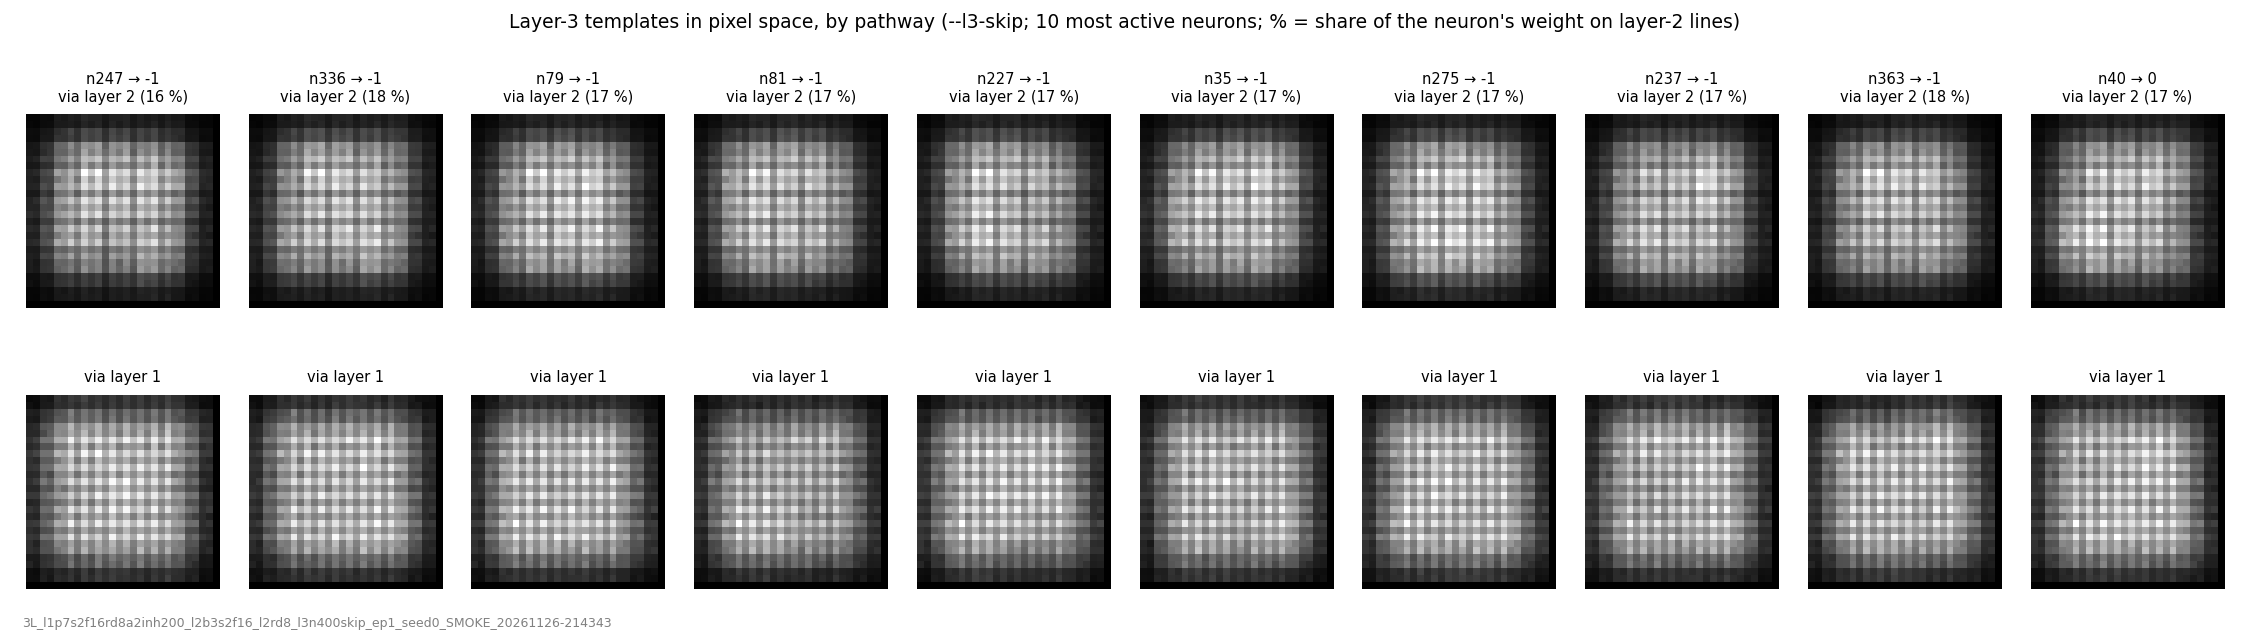 Layer-3 templates in pixel space, by pathway (--l3-skip; 10 most active neurons; % = share of the neuron's weight on layer-2 lines)
n247 → -1
via layer 2 (16 %)
n336 → -1
via layer 2 (18 %)
n79 → -1
via layer 2 (17 %)
n81 → -1
via layer 2 (17 %)
n227 → -1
via layer 2 (17 %)
n35 → -1
via layer 2 (17 %)
n275 → -1
via layer 2 (17 %)
n237 → -1
via layer 2 (17 %)
n363 → -1
via layer 2 (18 %)
n40 → 0
via layer 2 (17 %)
via layer 1
via layer 1
via layer 1
via layer 1
via layer 1
via layer 1
via layer 1
via layer 1
via layer 1
via layer 1
3L_l1p7s2f16rd8a2inh200_l2b3s2f16_l2rd8_l3n400skip_ep1_seed0_SMOKE_20261126-214343